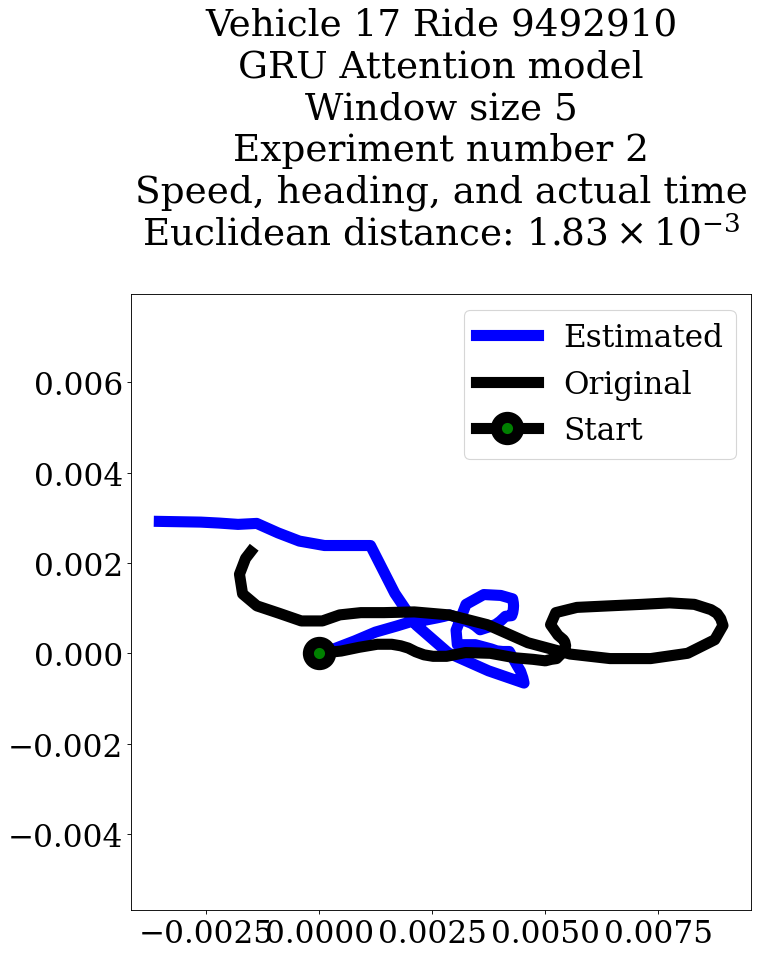 Vehicle 17 Ride 9492910
GRU Attention model
Window size 5
Experiment number 2
Speed, heading, and actual time
Euclidean distance: 1.83 × 10⁻³
Estimated
Original
Start
0.006
0.004
0.002
0.000
−0.002
−0.004
−0.0025 0.0000 0.0025 0.0050 0.0075